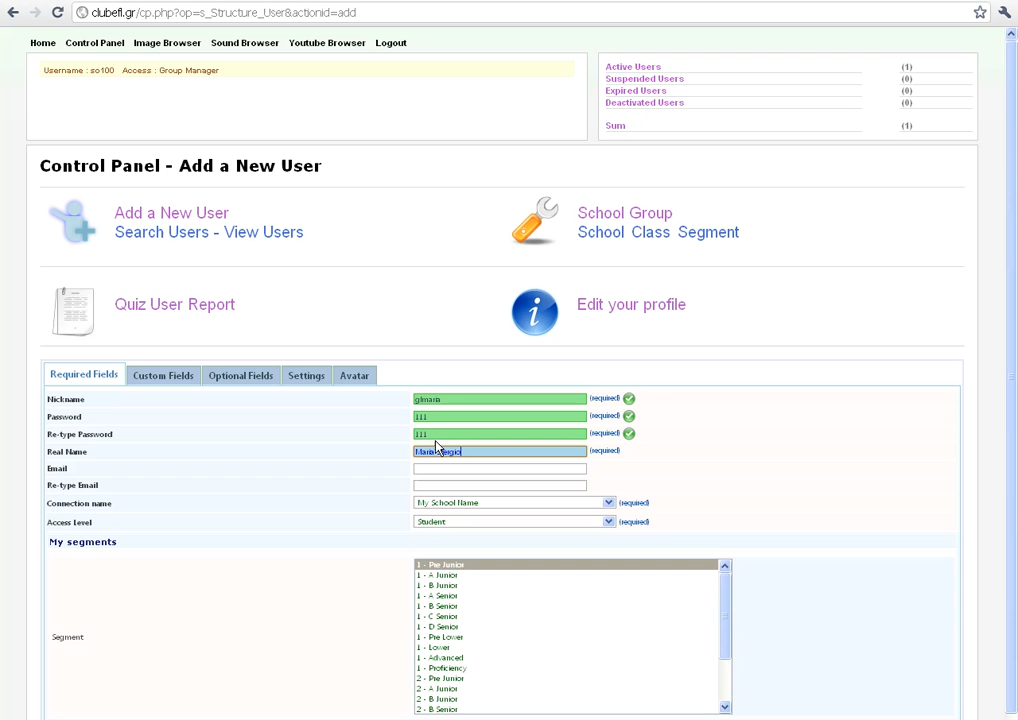 clubefl.gr/cp.php?op=s_Structure_User&actionid=add
Home Control Panel Image Browser Sound Browser Youtube Browser Logout
Username : so100 Access : Group Manager
Active Users (1)
Suspended Users (0)
Expired Users (0)
Deactivated Users (0)
Sum (1)
Control Panel - Add a New User
Add a New User
Search Users - View Users
School Group
School Class Segment
Quiz User Report
Edit your profile
Required Fields Custom Fields Optional Fields Settings Avatar
Nickname glmaria (required)
Password 111 (required)
Re-type Password 111 (required)
Real Name (required)
Email
Re-type Email
Connection name My School Name (required)
Access Level Student (required)
My segments
Segment
1 - Pre Junior
1 - A Junior
1 - B Junior
1 - A Senior
1 - B Senior
1 - C Senior
1 - D Senior
1 - Pre Lower
1 - Lower
1 - Advanced
1 - Proficiency
2 - Pre Junior
2 - A Junior
2 - B Junior
2 - B Senior